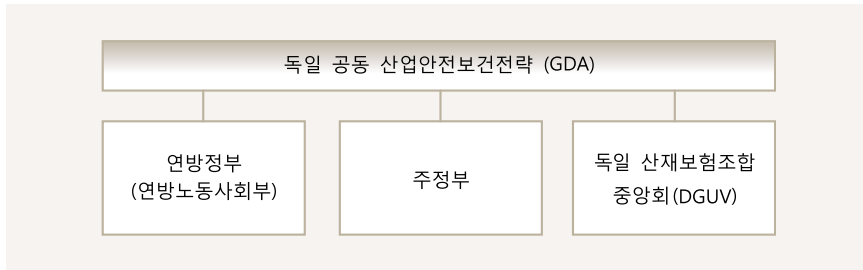 독일 공동 산업안전보건전략 (GDA)
연방정부
(연방노동사회부)
주정부
독일 산재보험조합
중앙회(DGUV)